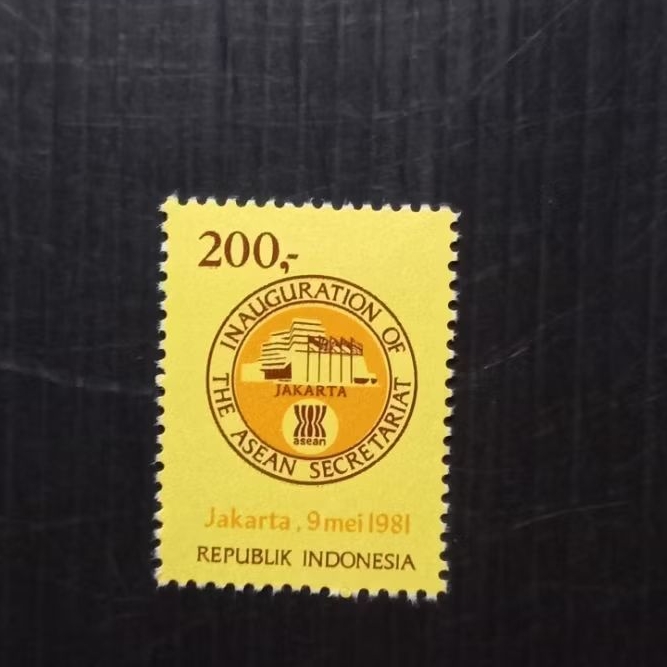 200,-
INAUGURATION OF
THE ASEAN SECRETARIAT
JAKARTA
asean
Jakarta, 9 mei 1981
REPUBLIK INDONESIA